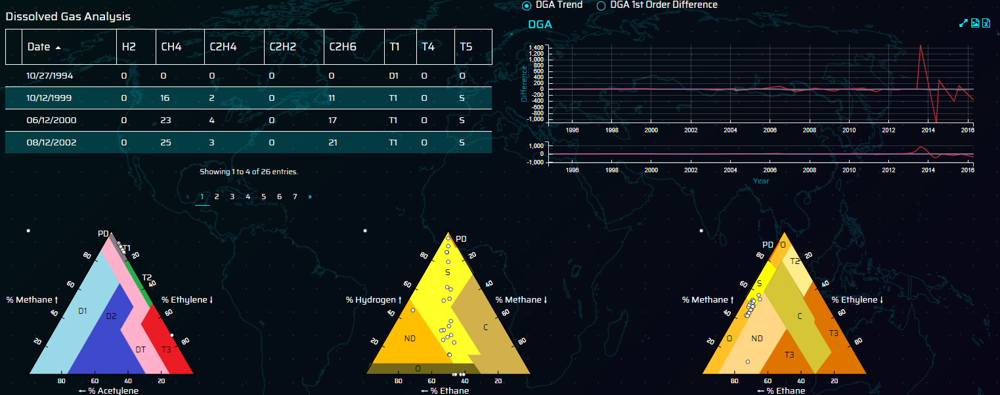 Dissolved Gas Analysis
Date H2 CH4 C2H4 C2H2 C2H6 T1 T4 T5
10/27/1994 0 0 0 0 0 D1 0 0
10/12/1999 0 16 2 0 11 T1 O S
06/12/2000 0 23 4 0 17 T1 O S
08/12/2002 0 25 3 0 21 T1 O S
Showing 1 to 4 of 26 entries.
« 1 2 3 4 5 6 7 »
DGA Trend DGA 1st Order Difference
DGA
Difference
1,400
1,200
1,000
800
600
400
200
0
-200
-400
-600
-800
-1,000
1996 1998 2000 2002 2004 2006 2008 2010 2012 2014 2016
1,000
0
-1,000
1996 1998 2000 2002 2004 2006 2008 2010 2012 2014 2016
Year
PD
T1
80 20
T2
60 40
% Methane ↑ % Ethylene ↓
D1 D2
40 60
20 80
DT T3
80 60 40 20
← % Acetylene
PD
80 20
S
60 40
% Hydrogen ↑ % Methane ↓
40 60
C
ND
20 80
O
80 60 40 20
← % Ethane
PD O
80 20
T2
S
60 40
% Methane ↑ % Ethylene ↓
40 60
C
O ND T3
20 80
T3
80 60 40 20
← % Ethane